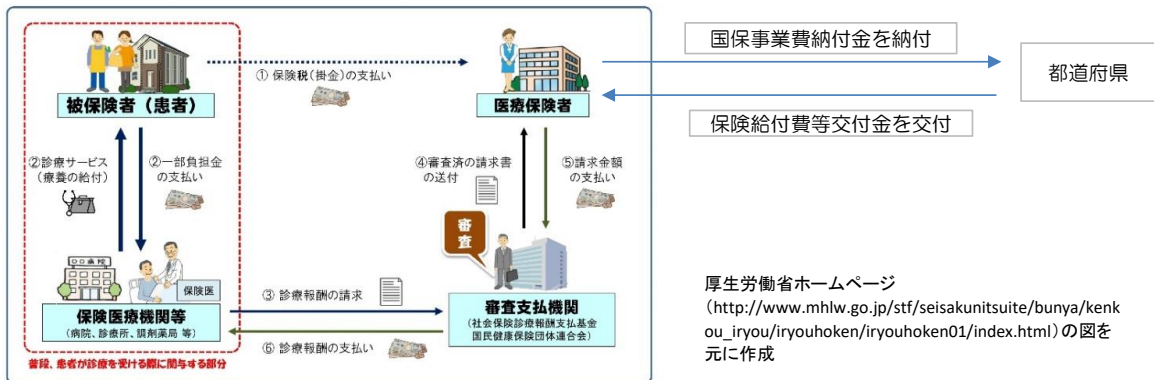 国保事業費納付金を納付
① 保険税(掛金)の支払い
都道府県
被保険者(患者)
医療保険者
保険給付費等交付金を交付
②診療サービス
(療養の給付)
②一部負担金
の支払い
④審査済の請求書
の送付
⑤請求金額
の支払い
審査
〇〇病院
保険医
③ 診療報酬の請求
保険医療機関等
(病院、診療所、調剤薬局 等)
審査支払機関
(社会保険診療報酬支払基金
国民健康保険団体連合会)
⑥ 診療報酬の支払い
普段、患者が診療を受ける際に関与する部分
厚生労働省ホームページ
(http://www.mhlw.go.jp/stf/seisakunitsuite/bunya/kenk
ou_iryou/iryouhoken/iryouhoken01/index.html)の図を
元に作成